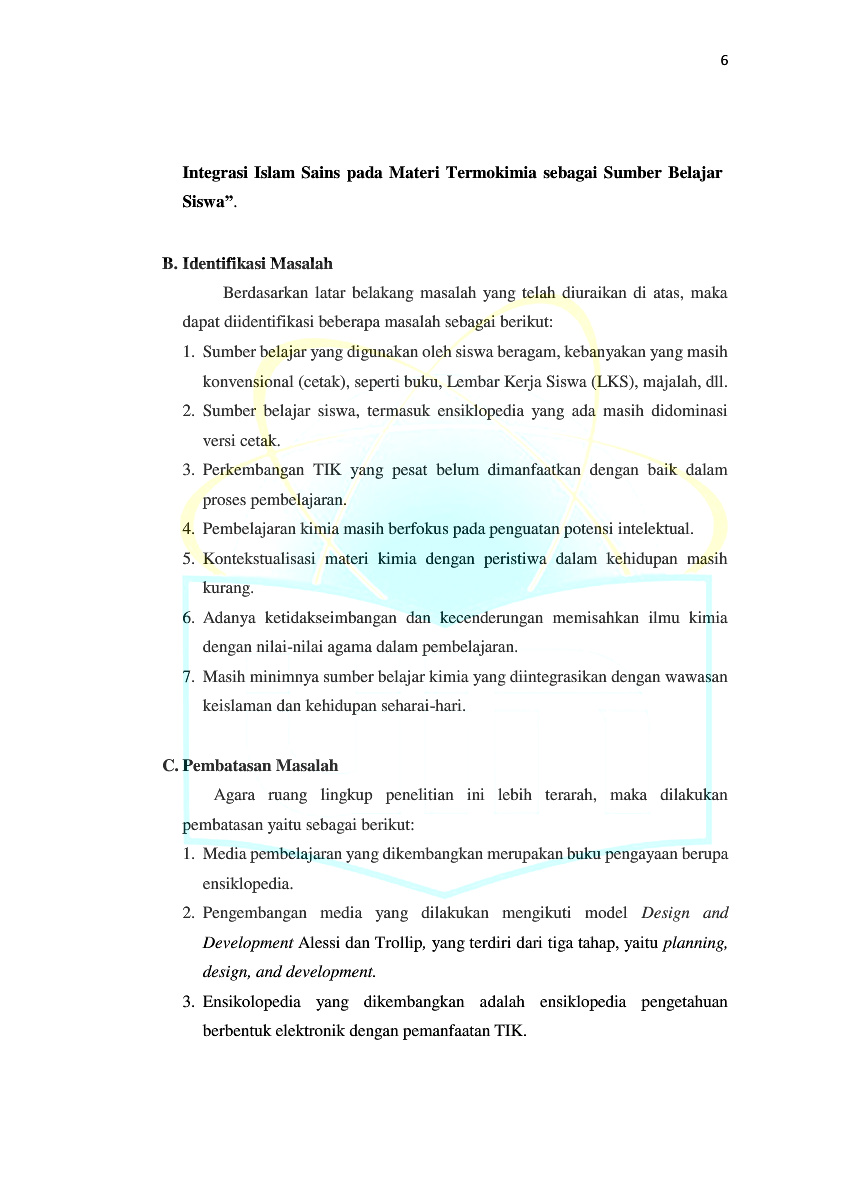 6
Integrasi Islam Sains pada Materi Termokimia sebagai Sumber Belajar
Siswa”.
B. Identifikasi Masalah
Berdasarkan latar belakang masalah yang telah diuraikan di atas, maka
dapat diidentifikasi beberapa masalah sebagai berikut:
1. Sumber belajar yang digunakan oleh siswa beragam, kebanyakan yang masih
konvensional (cetak), seperti buku, Lembar Kerja Siswa (LKS), majalah, dll.
2. Sumber belajar siswa, termasuk ensiklopedia yang ada masih didominasi
versi cetak.
3. Perkembangan TIK yang pesat belum dimanfaatkan dengan baik dalam
proses pembelajaran.
4. Pembelajaran kimia masih berfokus pada penguatan potensi intelektual.
5. Kontekstualisasi materi kimia dengan peristiwa dalam kehidupan masih
kurang.
6. Adanya ketidakseimbangan dan kecenderungan memisahkan ilmu kimia
dengan nilai-nilai agama dalam pembelajaran.
7. Masih minimnya sumber belajar kimia yang diintegrasikan dengan wawasan
keislaman dan kehidupan seharai-hari.
C. Pembatasan Masalah
Agara ruang lingkup penelitian ini lebih terarah, maka dilakukan
pembatasan yaitu sebagai berikut:
1. Media pembelajaran yang dikembangkan merupakan buku pengayaan berupa
ensiklopedia.
2. Pengembangan media yang dilakukan mengikuti model Design and
Development Alessi dan Trollip, yang terdiri dari tiga tahap, yaitu planning,
design, and development.
3. Ensikolopedia yang dikembangkan adalah ensiklopedia pengetahuan
berbentuk elektronik dengan pemanfaatan TIK.